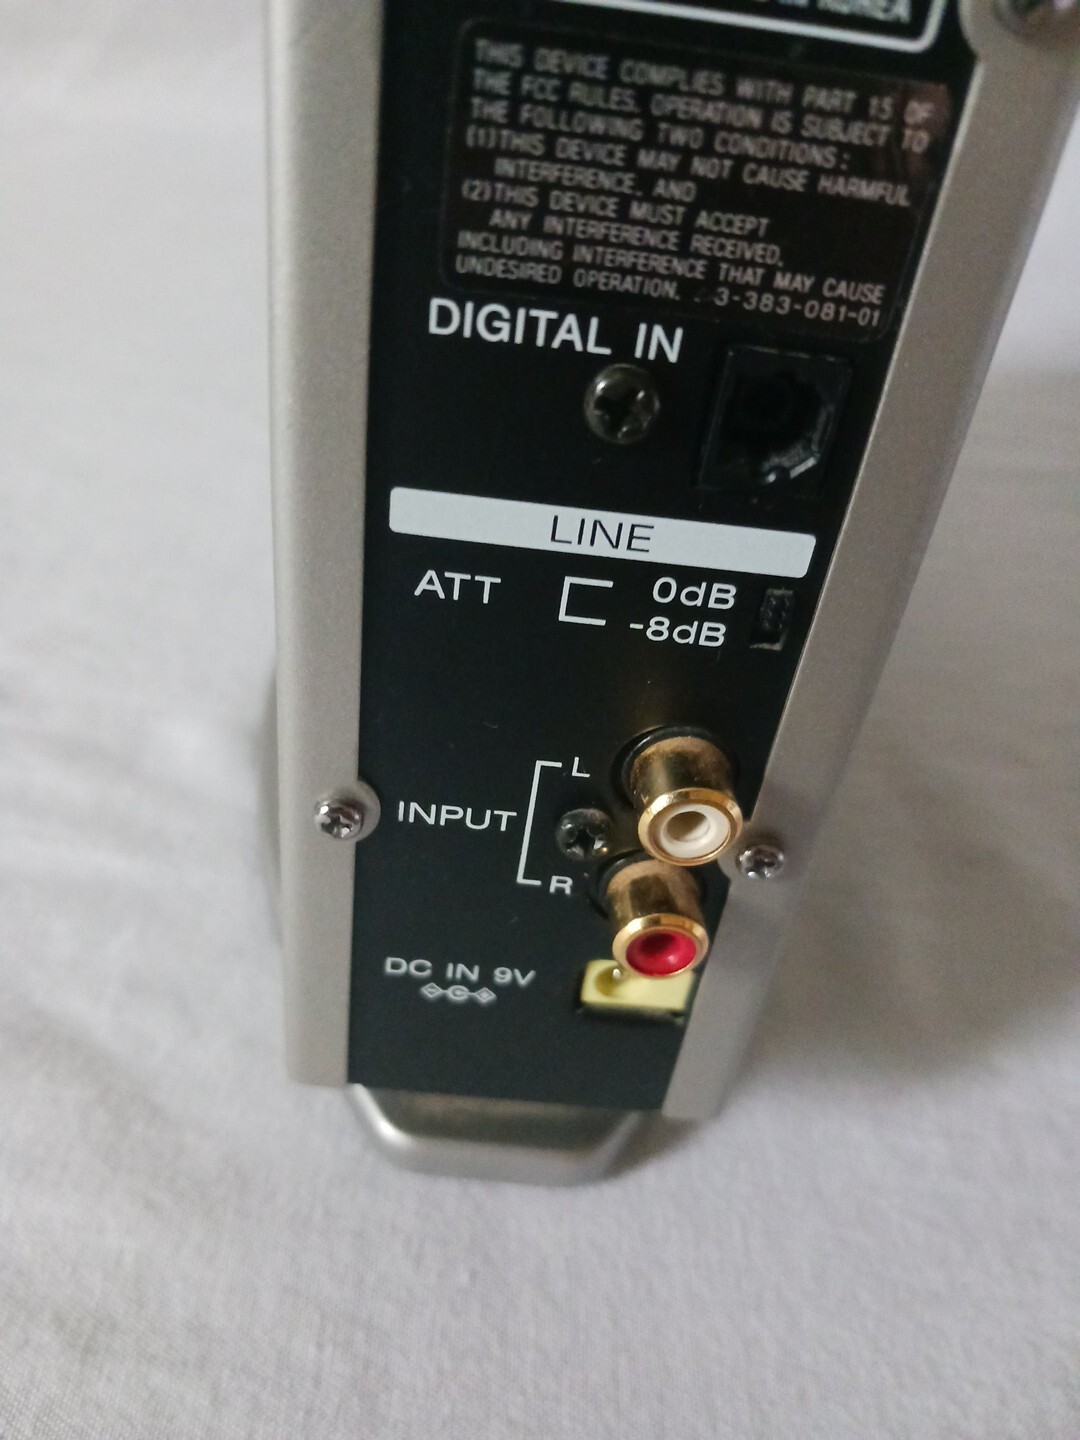 IN KOREA
THIS DEVICE COMPLIES WITH PART 15 OF
THE FCC RULES. OPERATION IS SUBJECT TO
THE FOLLOWING TWO CONDITIONS:
(1)THIS DEVICE MAY NOT CAUSE HARMFUL
INTERFERENCE, AND
(2)THIS DEVICE MUST ACCEPT
ANY INTERFERENCE RECEIVED,
INCLUDING INTERFERENCE THAT MAY CAUSE
UNDESIRED OPERATION. 3-383-081-01
DIGITAL IN
LINE
ATT
0dB
-8dB
L
INPUT
R
DC IN 9V